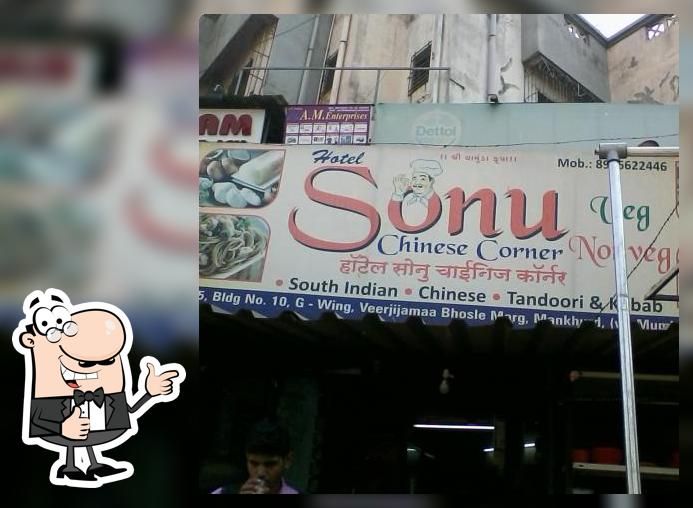 AM
A.M. Enterprises
Dettol
Hotel
।। શ્રી ચામુંડા કૃપા ।।
Sonu
Veg
Chinese Corner
Non veg
हॉटेल सोनु चाईनिज कॉर्नर
• South Indian • Chinese • Tandoori & Kabab
5, Bldg No. 10, G - Wing, Veerjijamaa Bhosle Marg, Mankhurd, (w)